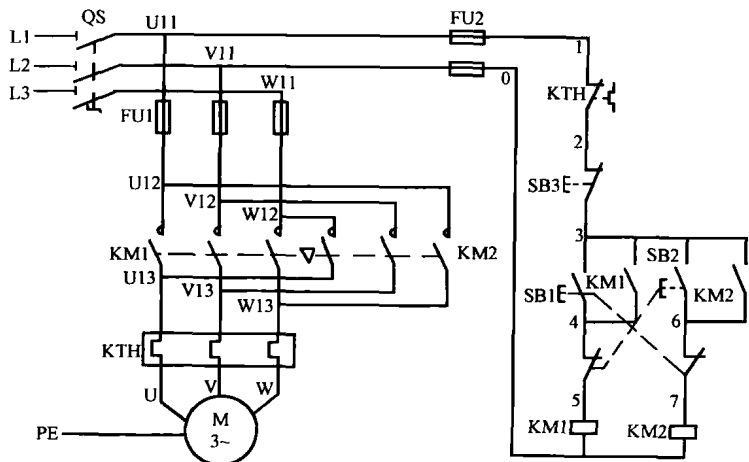 QS
U11
FU2
L1
1
V11
L2
0
W11
L3
KTH
FU1
2
U12
SB3
V12
W12
3
KM1
KM2
SB2
U13
KM1
KM2
V13
SB1
W13
4
6
KTH
U
V
W
5
7
M
3~
PE
KM1
KM2